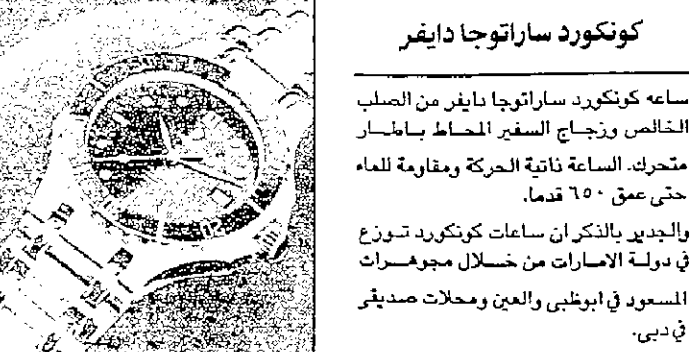 كونكورد ساراتوجا دايفر
ساعه كونكورد ساراتوجا دايفر من الصلب
الخالص وزجاج السفير المحاط باطار
متحرك. الساعة ذاتية الحركة ومقاومة للماء
حتى عمق ٦٥٠ قدما.
والجدير بالذكر ان ساعات كونكورد توزع
في دولة الامارات من خلال مجوهرات
المسعود في ابوظبي والعين ومحلات صديقي
في دبي.